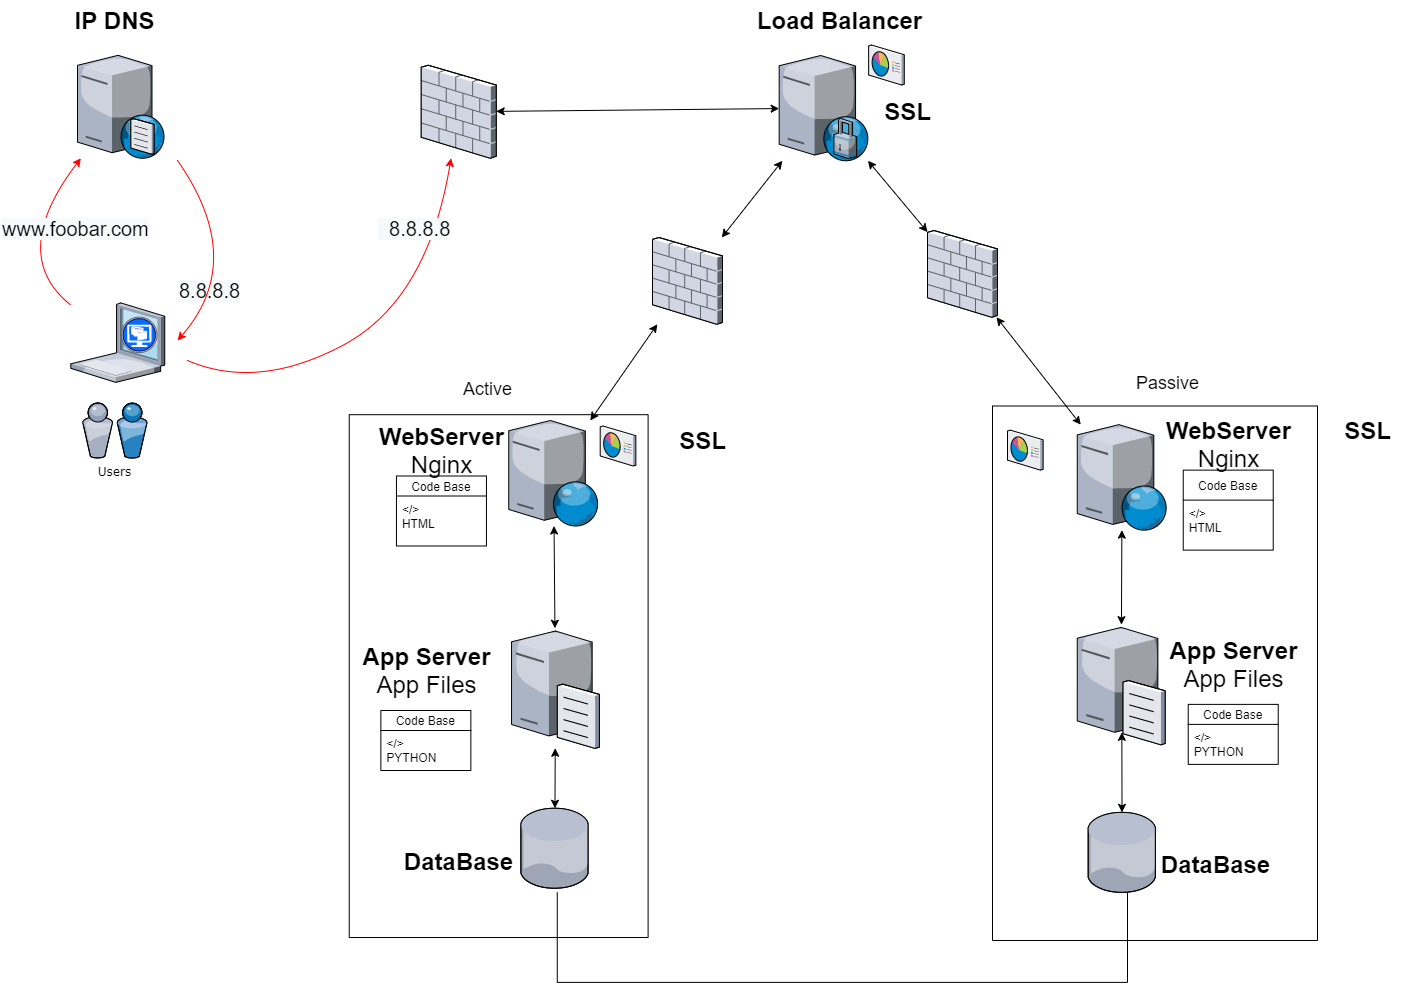 IP DNS
Load Balancer
SSL
www.foobar.com
8.8.8.8
8.8.8.8
Users
Active
WebServer
Nginx
Code Base
</>
HTML
SSL
App Server
App Files
Code Base
</>
PYTHON
DataBase
Passive
WebServer
Nginx
Code Base
</>
HTML
SSL
App Server
App Files
Code Base
</>
PYTHON
DataBase